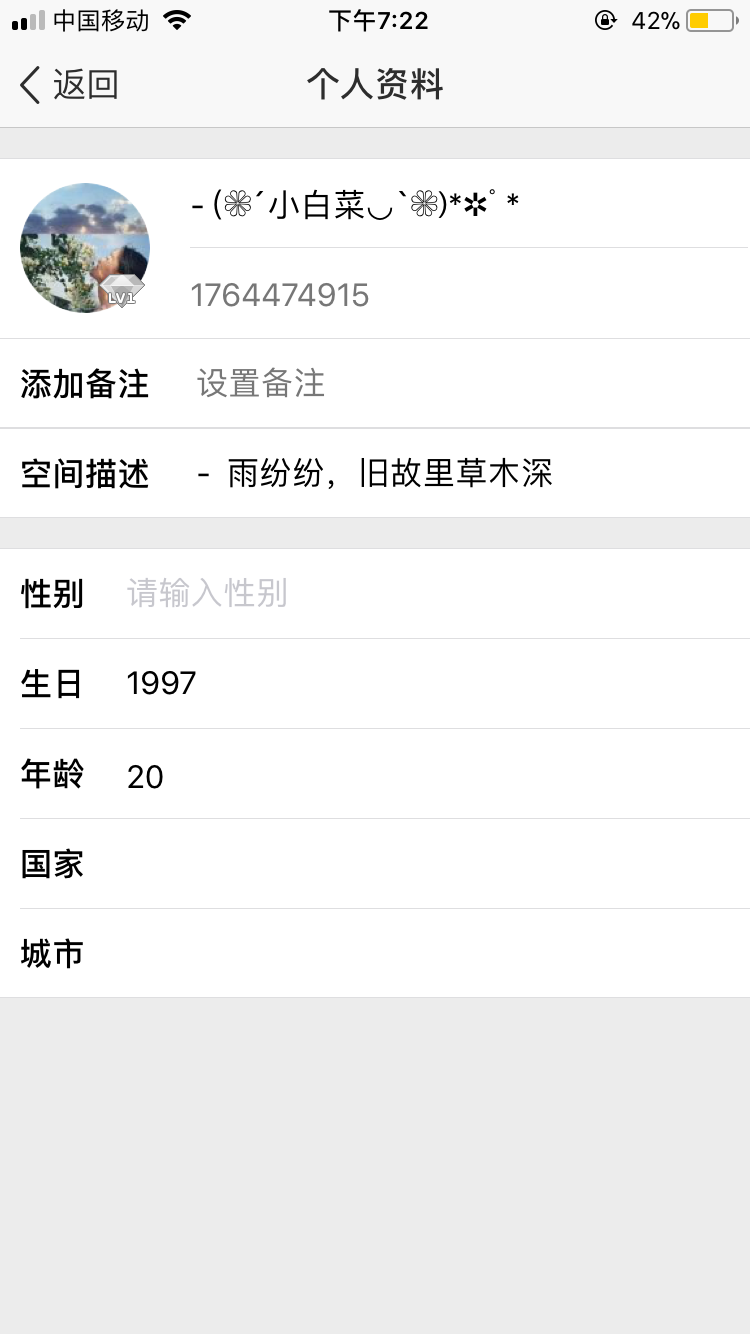 中国移动 下午7:22 42%
返回 个人资料
- (❀´小白菜◡`❀)*✲ﾟ*
LV1
1764474915
添加备注 设置备注
空间描述 - 雨纷纷，旧故里草木深
性别 请输入性别
生日 1997
年龄 20
国家
城市